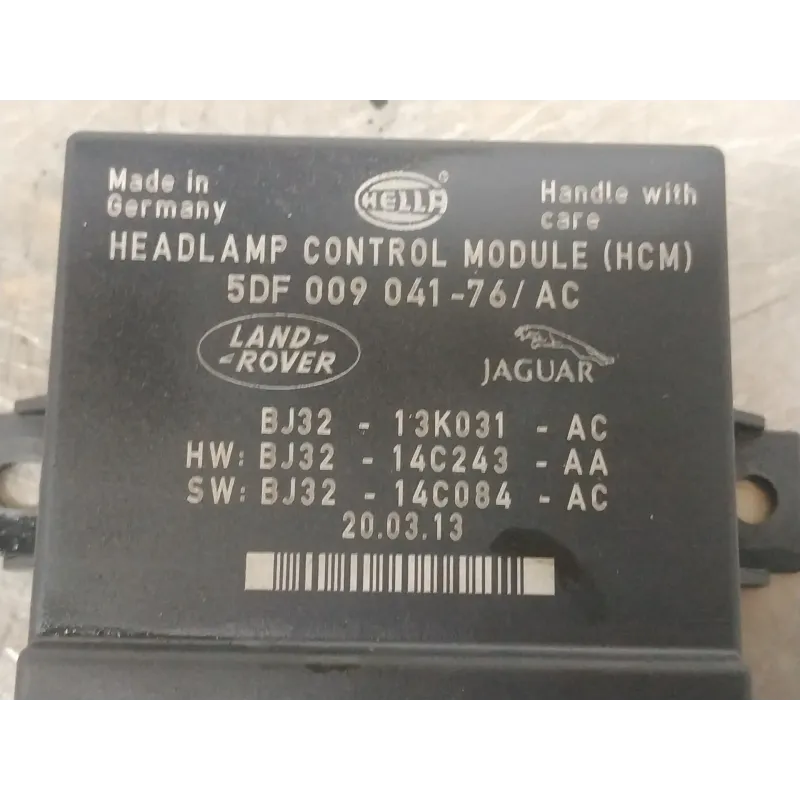 Made in
Germany
HELLA
®
Handle with
care
HEADLAMP CONTROL MODULE (HCM)
5DF 009 041-76/ AC
LAND-
-ROVER
JAGUAR
BJ32 - 13K031 - AC
HW: BJ32 - 14C243 - AA
SW: BJ32 - 14C084 - AC
20.03.13